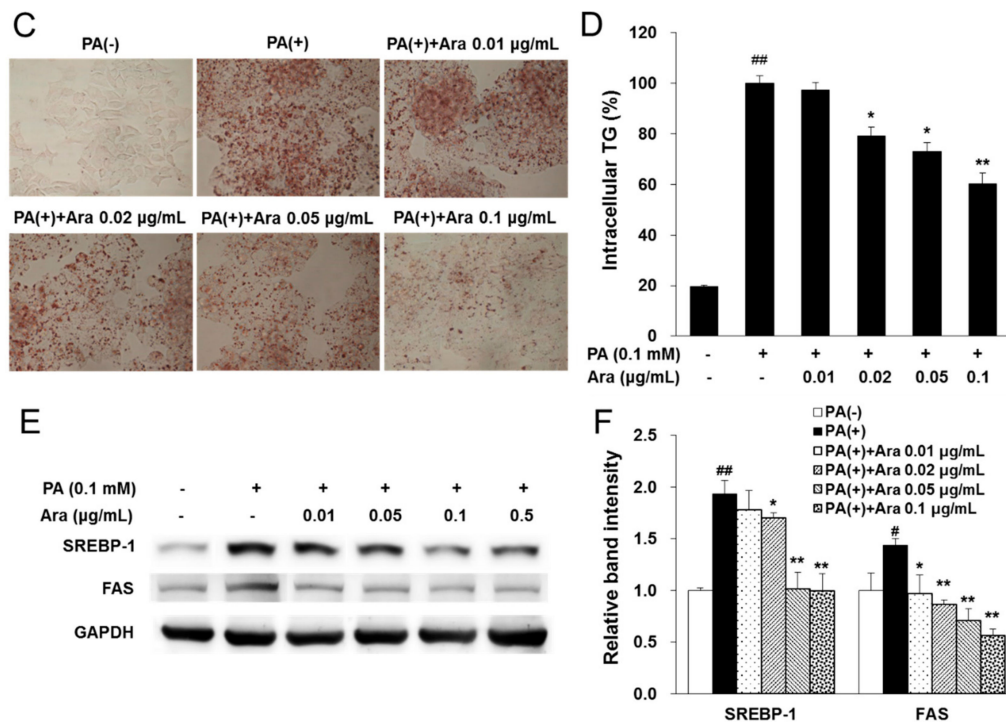 C
PA(-) PA(+) PA(+)+Ara 0.01 µg/mL
PA(+)+Ara 0.02 µg/mL PA(+)+Ara 0.05 µg/mL PA(+)+Ara 0.1 µg/mL
D
Intracellular TG (%)
120
100
80
60
40
20
0
##
*
*
**
PA (0.1 mM) - + + + + +
Ara (µg/mL) - - 0.01 0.02 0.05 0.1
E
PA (0.1 mM) - + + + + +
Ara (µg/mL) - - 0.01 0.05 0.1 0.5
SREBP-1
FAS
GAPDH
F
PA(-)
PA(+)
PA(+)+Ara 0.01 µg/mL
PA(+)+Ara 0.02 µg/mL
PA(+)+Ara 0.05 µg/mL
PA(+)+Ara 0.1 µg/mL
Relative band intensity
2.5
2.0
1.5
1.0
0.5
0.0
## * ** **
# * ** ** **
SREBP-1 FAS